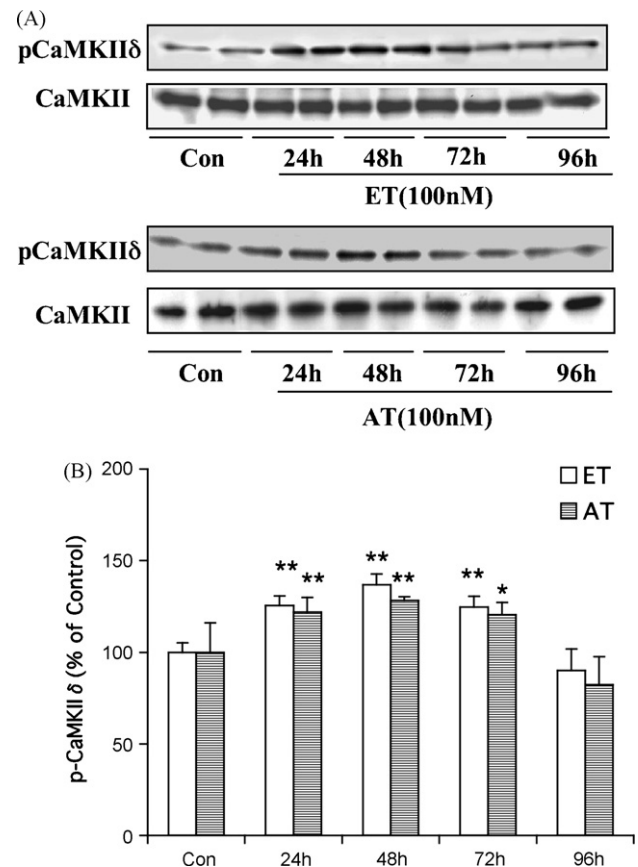 (A)
pCaMKIIδ
CaMKII
Con 24h 48h 72h 96h
ET(100nM)
pCaMKIIδ
CaMKII
Con 24h 48h 72h 96h
AT(100nM)
(B)
200
150
100
50
0
p-CaMKII δ (% of Control)
ET
AT
** ** ** ** ** *
Con 24h 48h 72h 96h